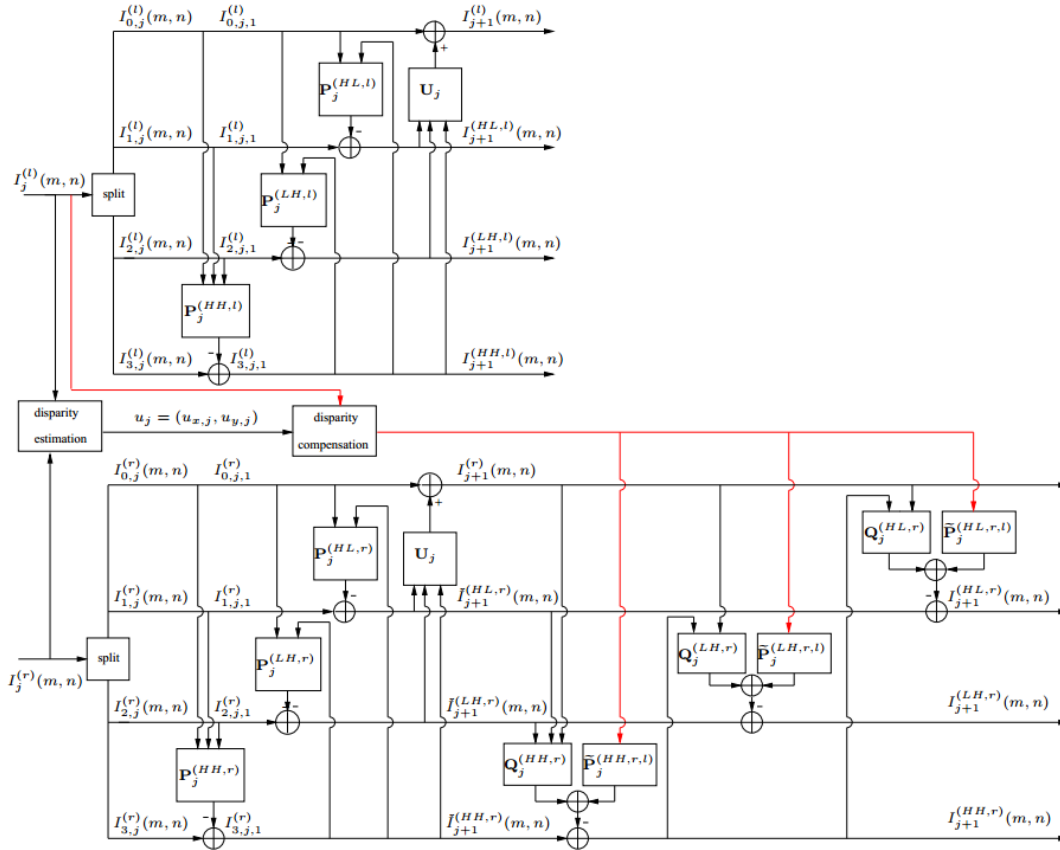 I_{0,j}^{(l)}(m, n) I_{0,j,1}^{(l)} I_{j+1}^{(l)}(m, n)
+
P_j^{(HL,l)} U_j
-
I_{1,j}^{(l)}(m, n) I_{1,j,1}^{(l)} I_{j+1}^{(HL,l)}(m, n)
I_j^{(l)}(m, n) split
P_j^{(LH,l)}
-
I_{2,j}^{(l)}(m, n) I_{2,j,1}^{(l)} I_{j+1}^{(LH,l)}(m, n)
P_j^{(HH,l)}
-
I_{3,j}^{(l)}(m, n) I_{3,j,1}^{(l)} I_{j+1}^{(HH,l)}(m, n)
disparity
estimation
u_j = (u_{x,j}, u_{y,j})
disparity
compensation
I_{0,j}^{(r)}(m, n) I_{0,j,1}^{(r)} I_{j+1}^{(r)}(m, n)
+
P_j^{(HL,r)} U_j Q_j^{(HL,r)} P̃_j^{(HL,r,l)}
- -
I_{1,j}^{(r)}(m, n) I_{1,j,1}^{(r)} Ĭ_{j+1}^{(HL,r)}(m, n) I_{j+1}^{(HL,r)}(m, n)
split
I_j^{(r)}(m, n)
P_j^{(LH,r)} Q_j^{(LH,r)} P̃_j^{(LH,r,l)}
- -
I_{2,j}^{(r)}(m, n) I_{2,j,1}^{(r)} Ĭ_{j+1}^{(LH,r)}(m, n) I_{j+1}^{(LH,r)}(m, n)
P_j^{(HH,r)} Q_j^{(HH,r)} P̃_j^{(HH,r,l)}
- -
I_{3,j}^{(r)}(m, n) I_{3,j,1}^{(r)} Ĭ_{j+1}^{(HH,r)}(m, n) I_{j+1}^{(HH,r)}(m, n)